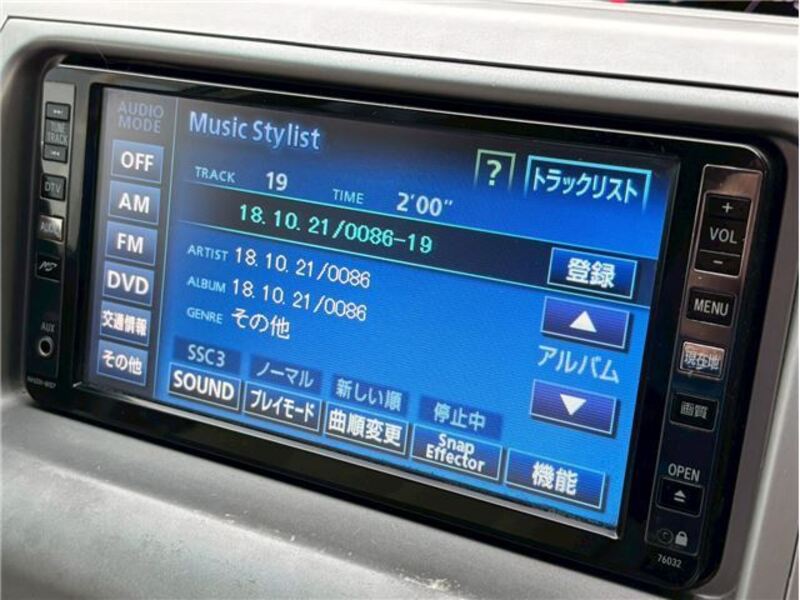 TUNE
TRACK
DTV
AUDIO
AUX
AUDIO
MODE
OFF
AM
FM
DVD
交通情報
その他
Music Stylist
?
トラックリスト
TRACK 19 TIME 2'00"
18.10.21/0086-19
登録
ARTIST 18.10.21/0086
ALBUM 18.10.21/0086
GENRE その他
▲
アルバム
▼
SSC3 ノーマル 新しい順 停止中
SOUND プレイモード 曲順変更 Snap
Effector
機能
+
VOL
-
MENU
現在地
画質
OPEN
76032